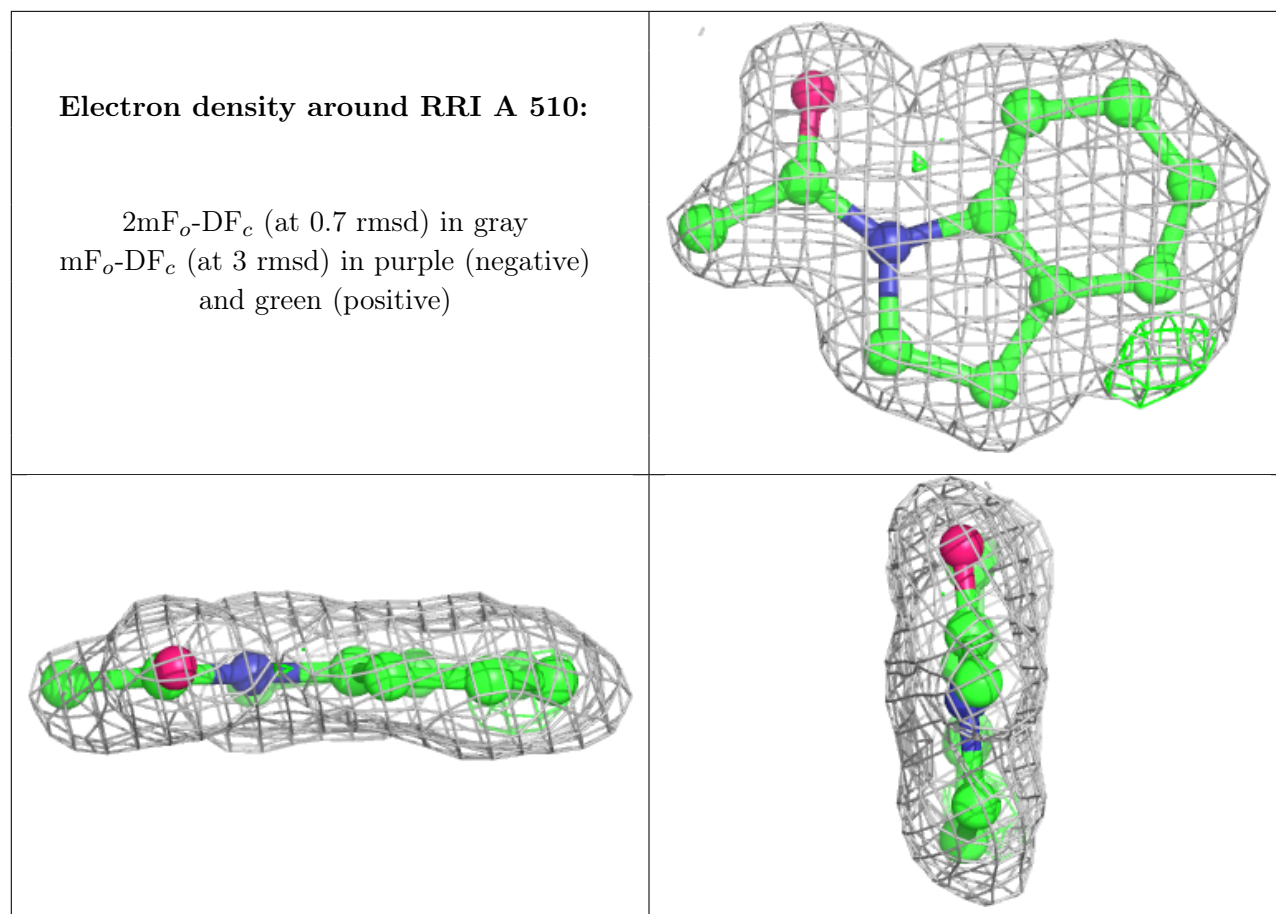 Electron density around RRI A 510:
2mFo-DFc (at 0.7 rmsd) in gray
mFo-DFc (at 3 rmsd) in purple (negative)
and green (positive)